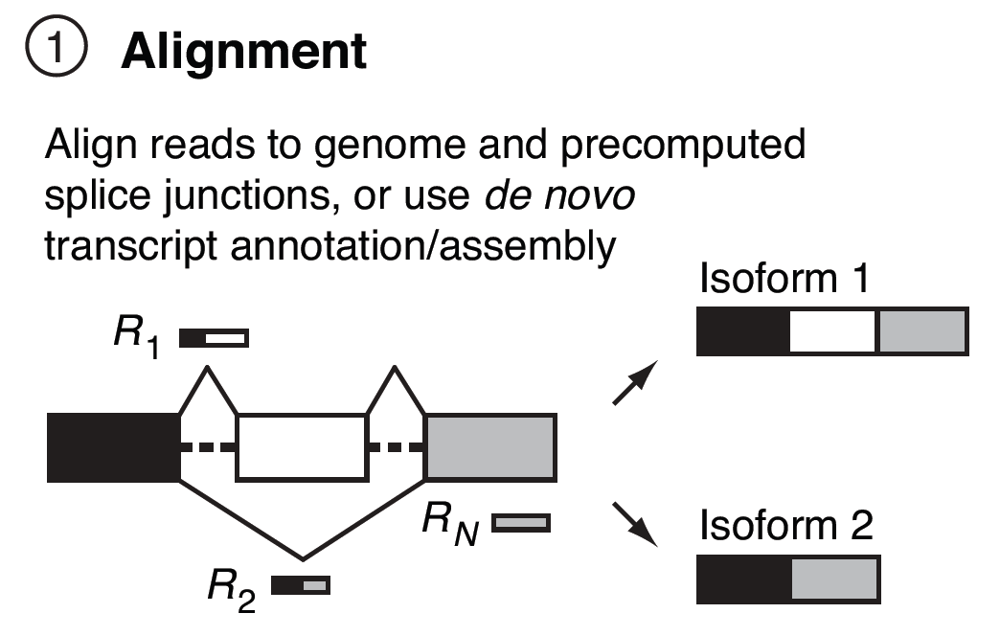 1 Alignment
Align reads to genome and precomputed
splice junctions, or use de novo
transcript annotation/assembly
Isoform 1
R1
RN
Isoform 2
R2